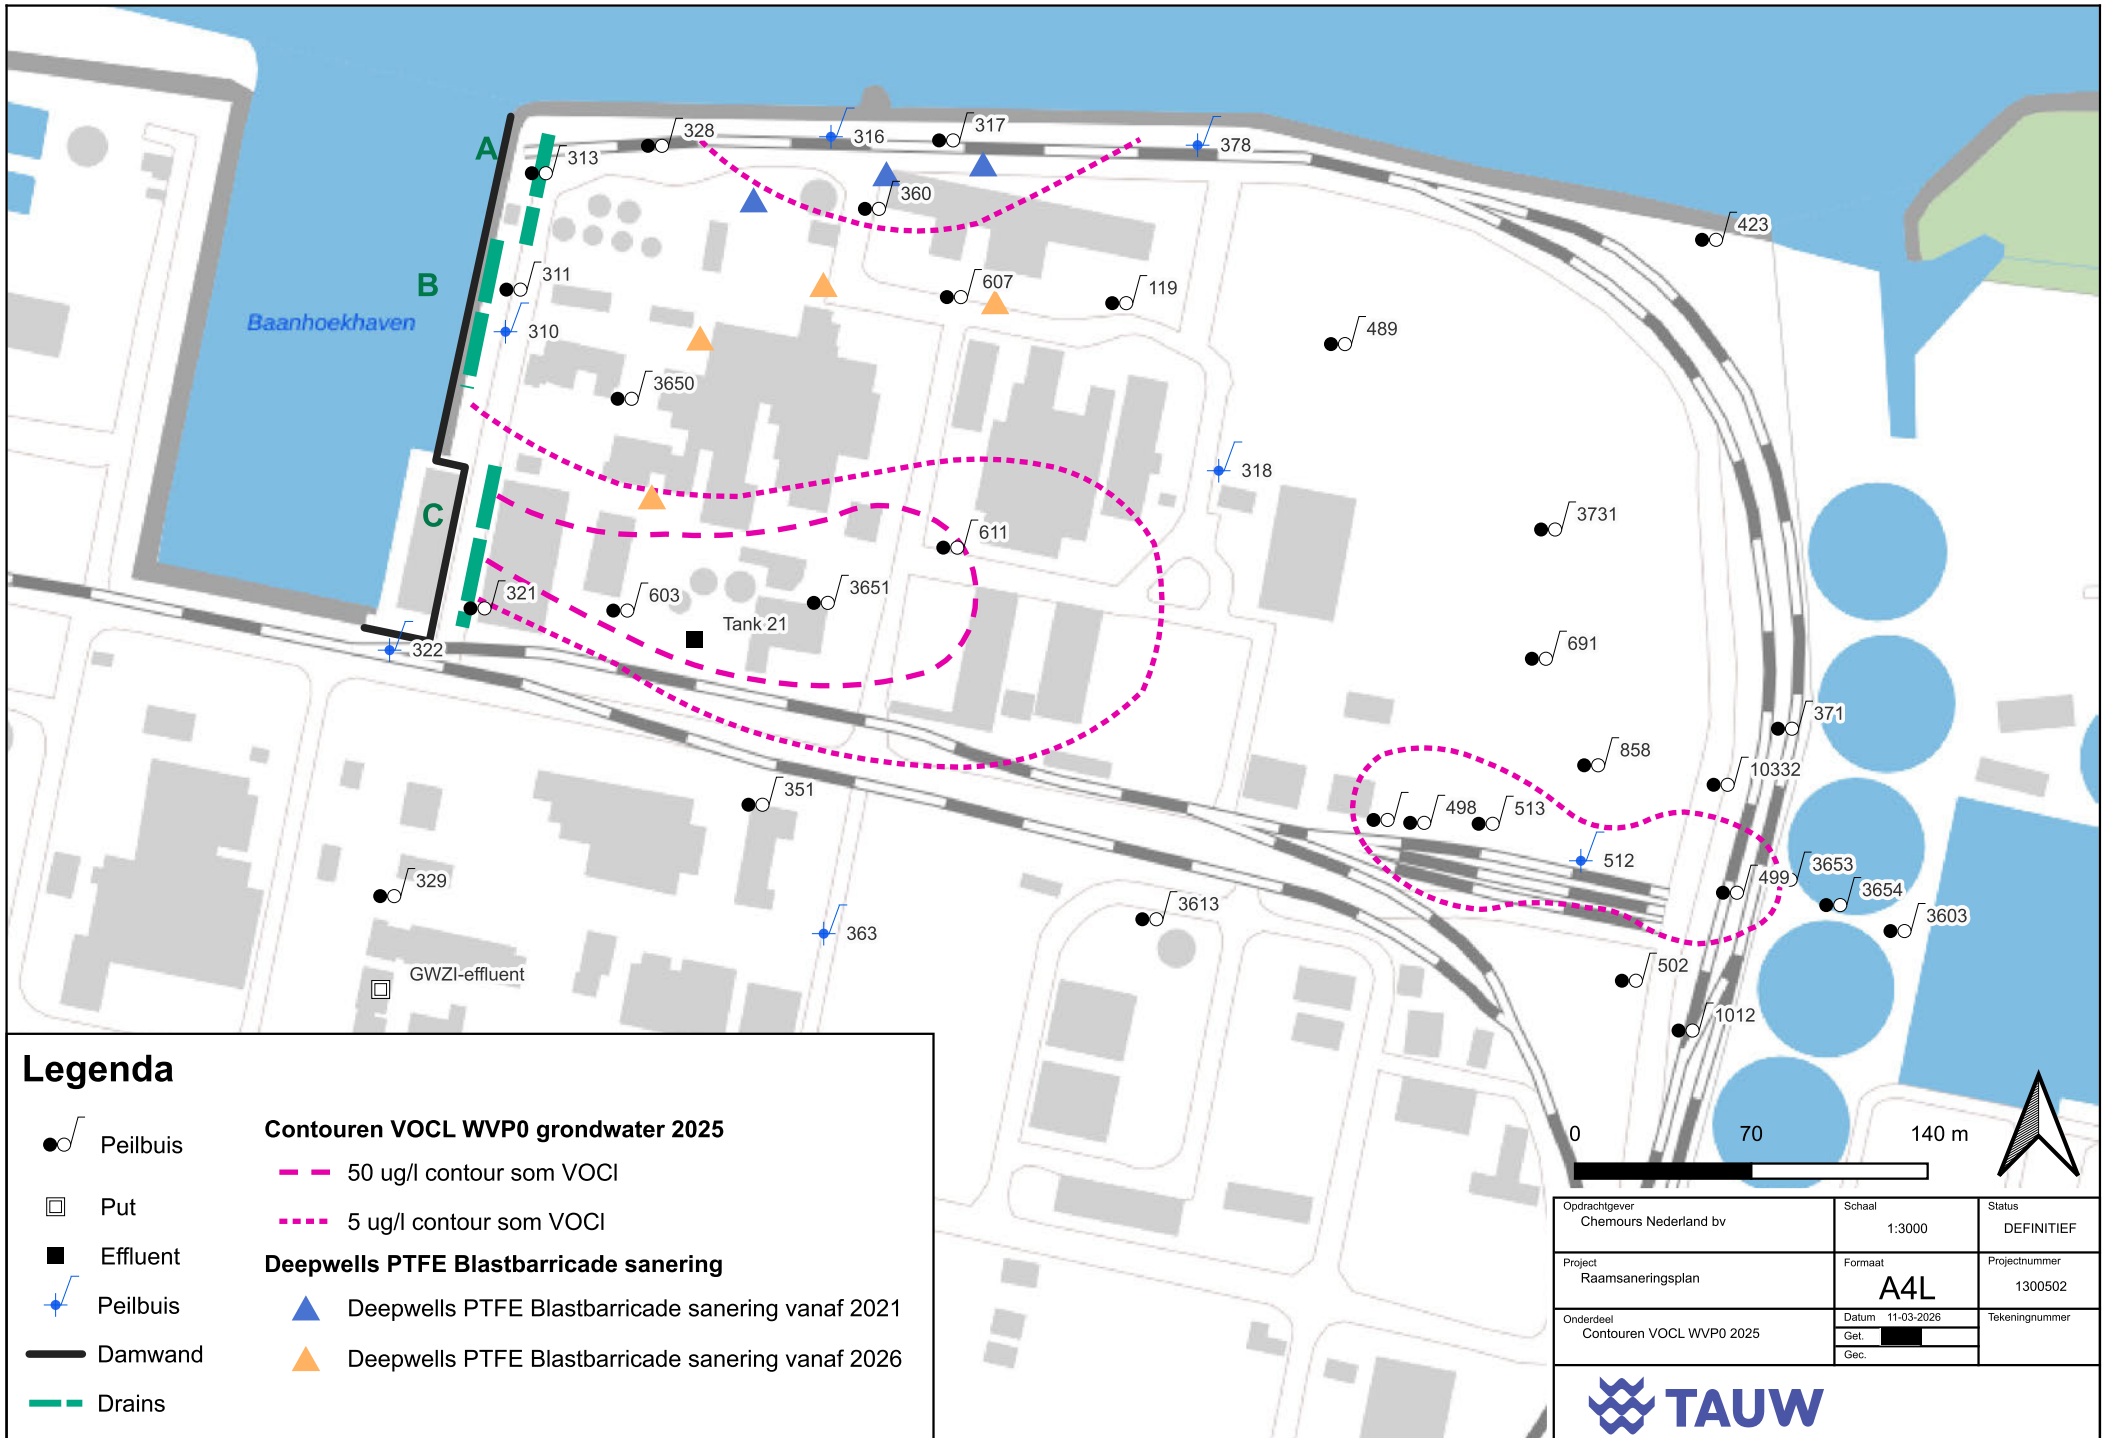 A
313
328
316
317
378
360
423
B
311
310
607
119
Baanhoekhaven
489
3650
318
C
611
3731
321
603
3651
Tank 21
691
322
371
858
10332
351
498
513
512
3653
499
3654
329
3613
3603
363
502
GWZI-effluent
1012
Legenda
Peilbuis
Put
Effluent
Peilbuis
Damwand
Drains
Contouren VOCL WVP0 grondwater 2025
50 ug/l contour som VOCl
5 ug/l contour som VOCl
Deepwells PTFE Blastbarricade sanering
Deepwells PTFE Blastbarricade sanering vanaf 2021
Deepwells PTFE Blastbarricade sanering vanaf 2026
0 70 140 m
Opdrachtgever
Chemours Nederland bv
Schaal
1:3000
Status
DEFINITIEF
Project
Raamsaneringsplan
Formaat
A4L
Projectnummer
1300502
Onderdeel
Contouren VOCL WVP0 2025
Datum 11-03-2026
Get.
Gec.
Tekeningnummer
TAUW